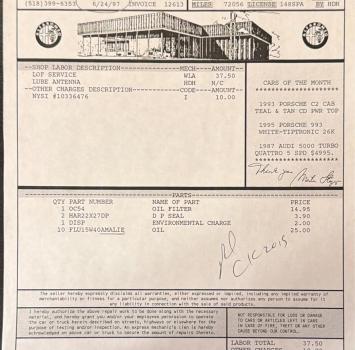 (518)399-6353 6/24/97 INVOICE 12613 MILES 72056 LICENSE 148SPA BY HDH
---SHOP LABOR DESCRIPTION---------------MECH----AMOUNT--
LOF SERVICE WLA 37.50
LUBE ANTENNA HDH N/C
--OTHER CHARGES DESCRIPTION-------------CODE----AMOUNT-
NYSI #10336476 I 10.00
CARS OF THE MONTH
1993 PORSCHE C2 CAB
TEAL & TAN CD PWR TOP
1995 PORSCHE 993
WHITE-TIPTRONIC 26K
1987 AUDI 5000 TURBO
QUATTRO 5 SPD $4995.
Thank you
----PARTS----
QTY PART NUMBER NAME OF PART PRICE
1 OC54 OIL FILTER 14.95
2 HAR22X27DP D P SEAL 3.90
1 DISP ENVIRONMENTAL CHARGE 2.00
10 FLU15W40AMALIE OIL 25.00
pd
CK 2015
The seller hereby expressly disclaims all warranties, either expressed or implied, including any implied warranty of
merchantability or fitness for a particular purpose, and neither assumes nor authorizes any person to assume for it
any liability in connection with the sale of said products.
I hereby authorize the above repair work to be done along with the necessary
material, and hereby grant you and/or your employees permission to operate
the car or truck herein described on streets, highways or elsewhere for the
purpose of testing and/or inspection. An express mechanic's lien is hereby
acknowledged on above car or truck to secure the amount of repairs thereto.
NOT RESPONSIBLE FOR LOSS OR DAMAGE
TO CARS OR ARTICLES LEFT IN CARS
IN CASE OF FIRE, THEFT OR ANY OTHER
CAUSE BEYOND OUR CONTROL.
LABOR TOTAL 37.50